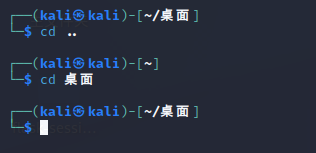 ┌──(kali㉿kali)-[~/桌面]
└─$ cd ..
┌──(kali㉿kali)-[~]
└─$ cd 桌面
┌──(kali㉿kali)-[~/桌面]
└─$